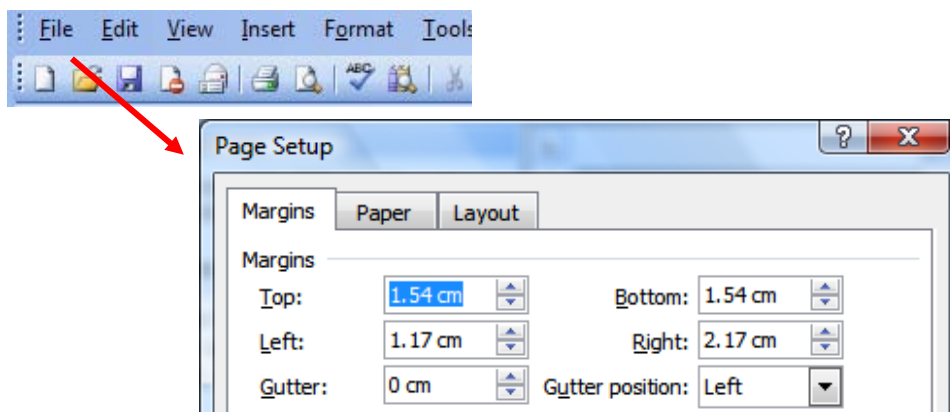 File Edit View Insert Format Tools
ABC
Page Setup
Margins Paper Layout
Margins
Top: 1.54 cm Bottom: 1.54 cm
Left: 1.17 cm Right: 2.17 cm
Gutter: 0 cm Gutter position: Left